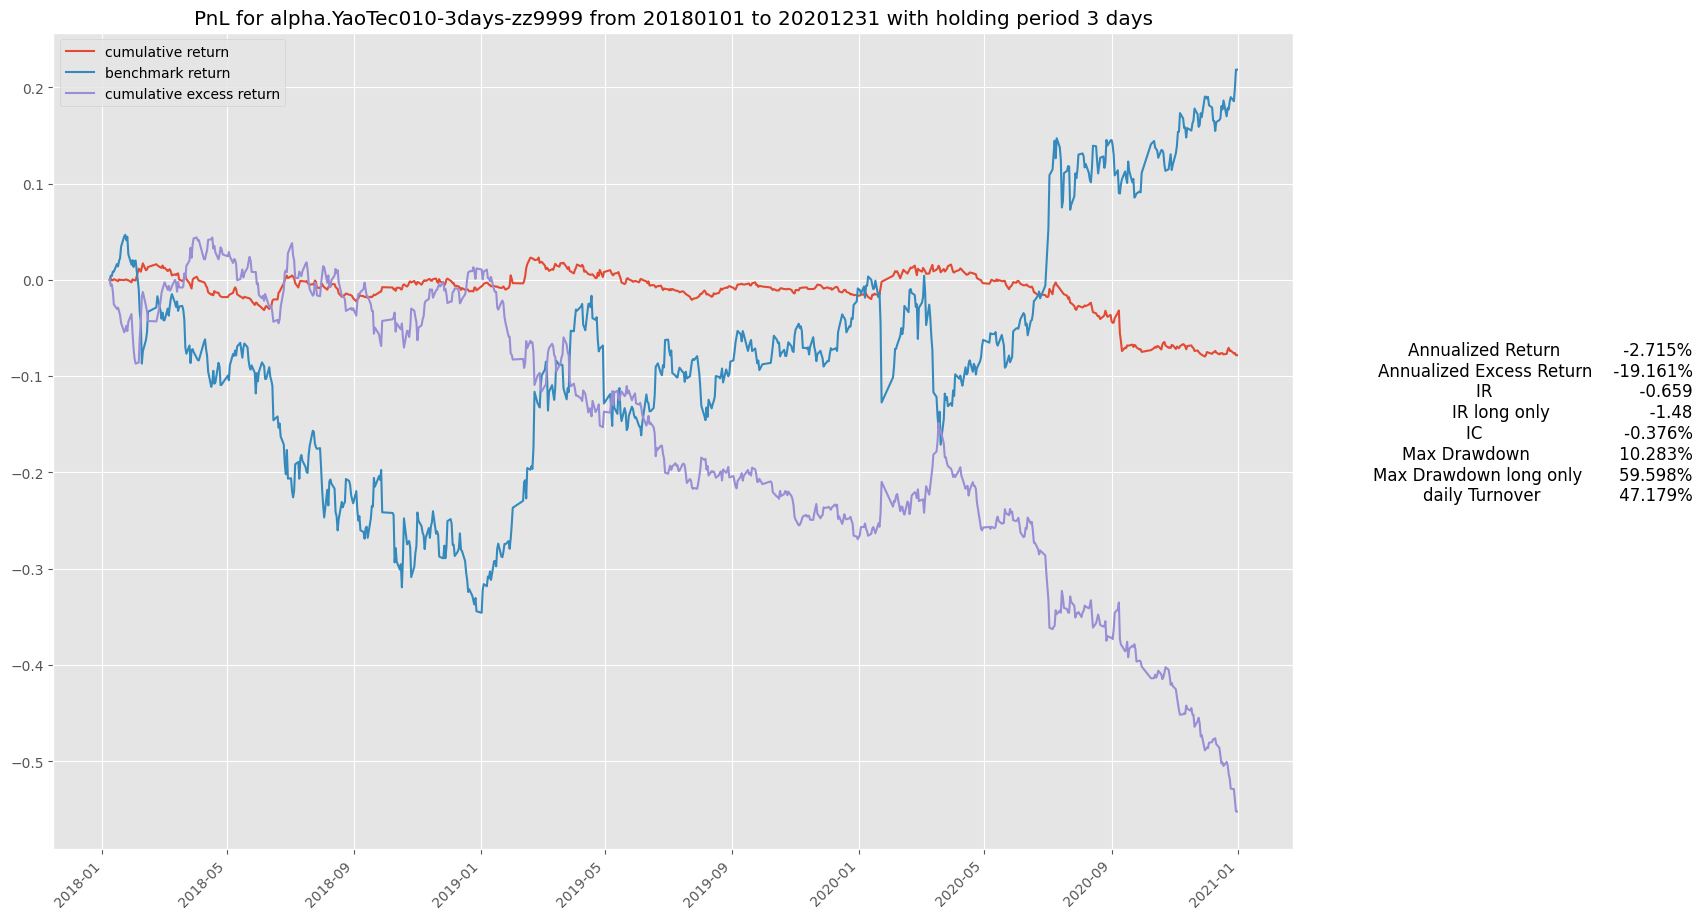 PnL for alpha.YaoTec010-3days-zz9999 from 20180101 to 20201231 with holding period 3 days
cumulative return
benchmark return
cumulative excess return
0.2
0.1
0.0
−0.1
−0.2
−0.3
−0.4
−0.5
2018-01
2018-05
2018-09
2019-01
2019-05
2019-09
2020-01
2020-05
2020-09
2021-01
Annualized Return -2.715%
Annualized Excess Return -19.161%
IR -0.659
IR long only -1.48
IC -0.376%
Max Drawdown 10.283%
Max Drawdown long only 59.598%
daily Turnover 47.179%